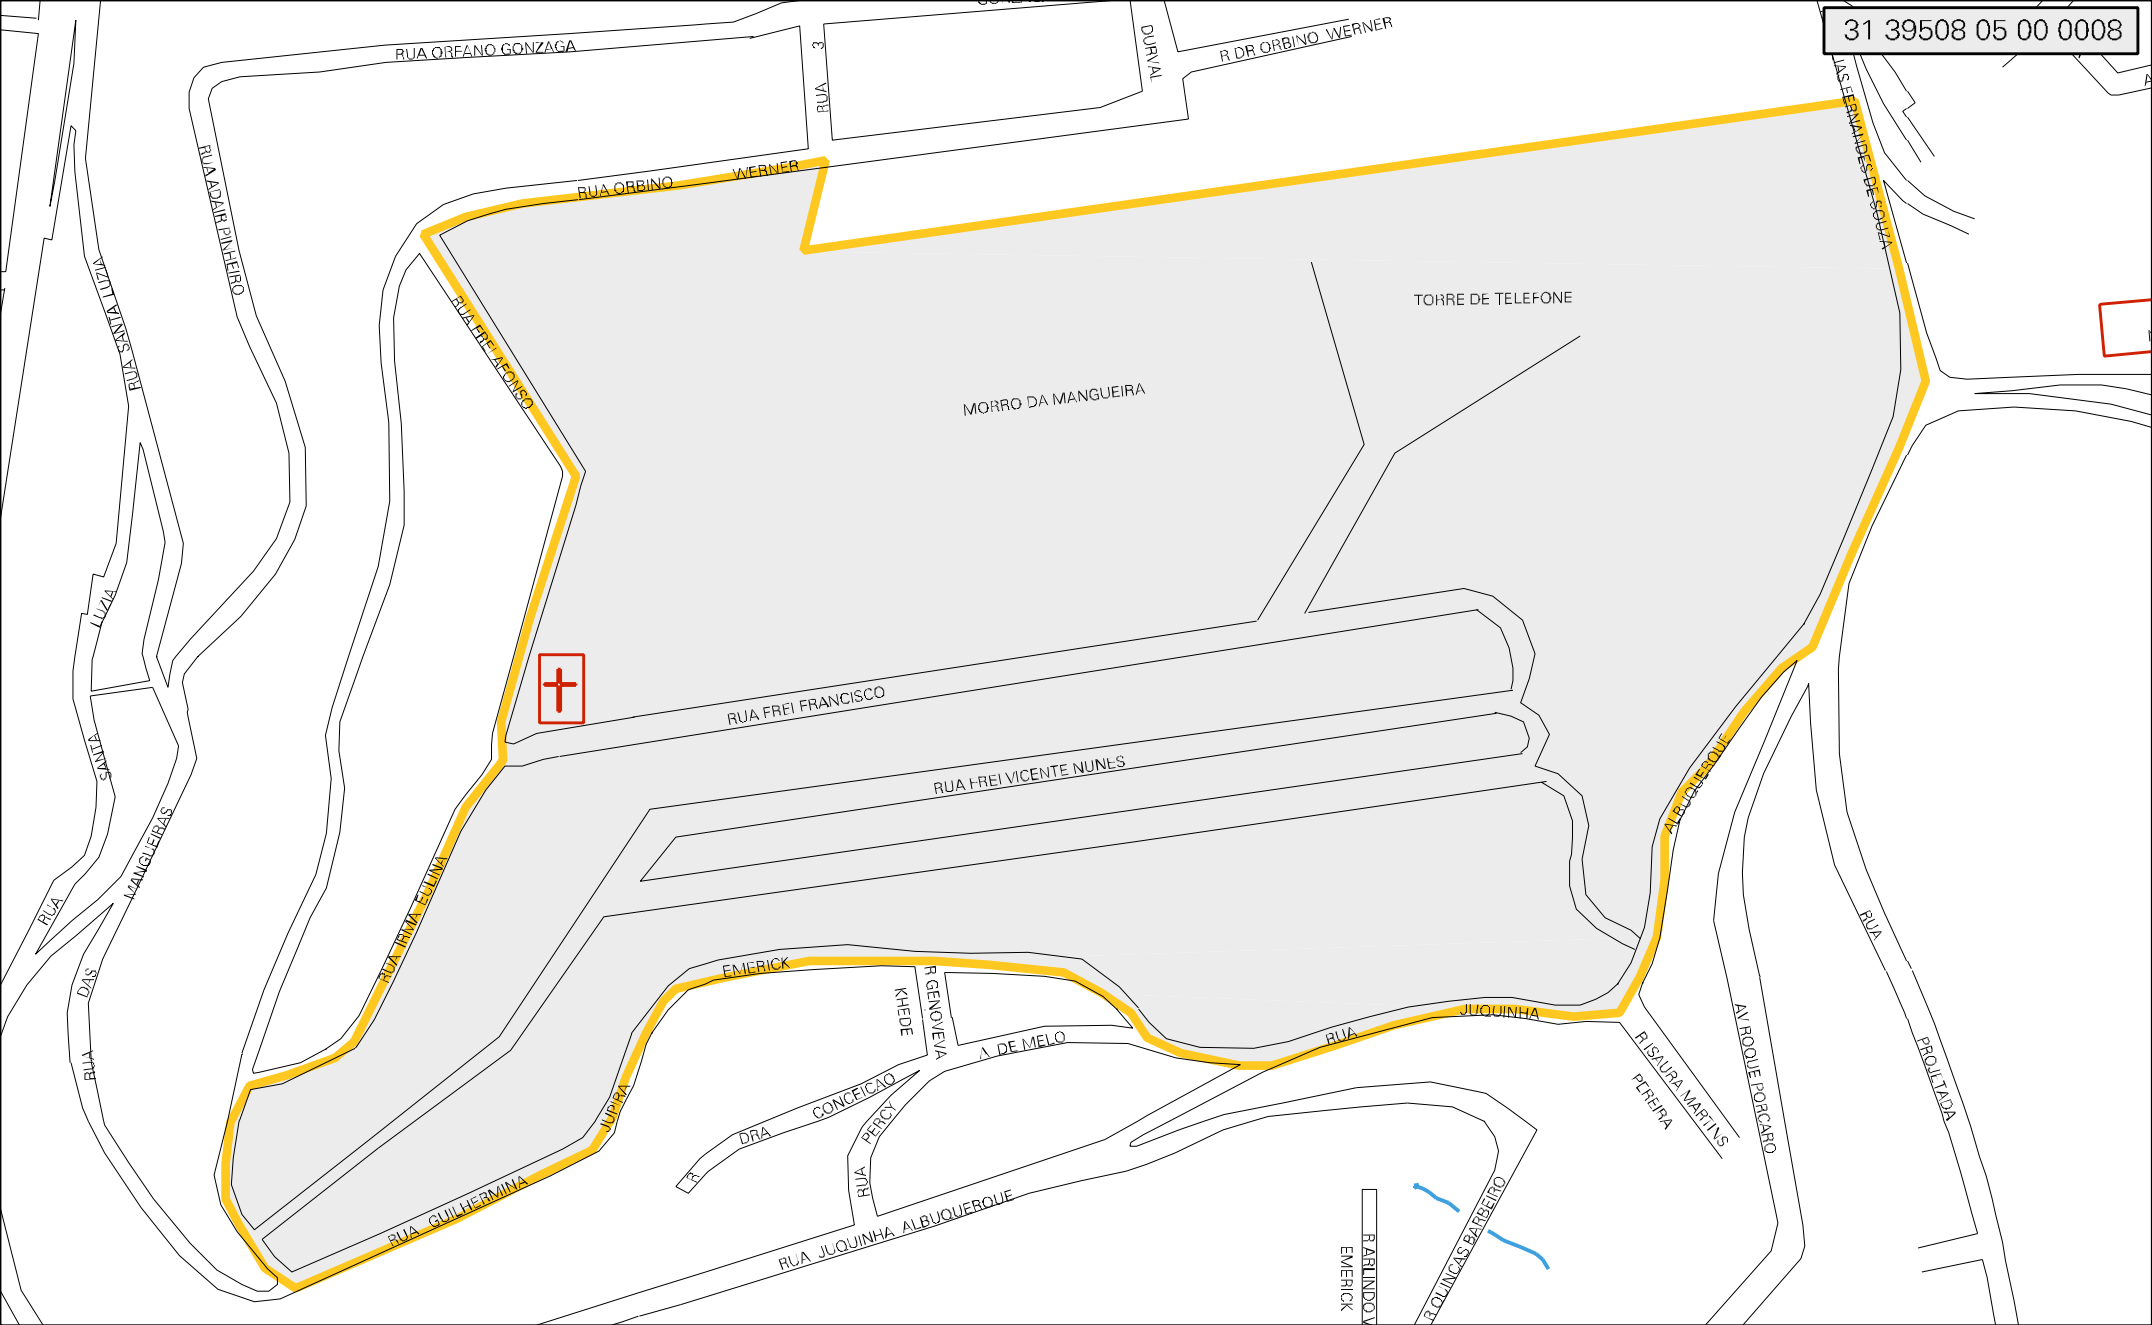 31 39508 05 00 0008
RUA ORFANO GONZAGA
RUA 3
DURVAL
R DR ORBINO WERNER
RUA ADAIR PINHEIRO
RUA ORBINO WERNER
FERNANDES DE SOUZA
RUA SANTA LUZIA
RUA FREI AFONSO
TORRE DE TELEFONE
MORRO DA MANGUEIRA
RUA FREI FRANCISCO
RUA FREI VICENTE NUNES
RUA SANTA LUZIA
RUA DAS MANGUEIRAS
RUA IRMA EULINA
RUA GUILHERMINA JUPIRA EMERICK
R GENOVEVA
KHEDE
R DRA CONCEICAO A DE MELO
RUA PERCY
RUA JUQUINHA ALBUQUERQUE
RUA JUQUINHA ALBUQUERQUE
R ISAURA MARTINS
PEREIRA
AV ROQUE PORCARO
RUA PROJETADA
R QUINCAS BARBEIRO
R ARLINDO
EMERICK